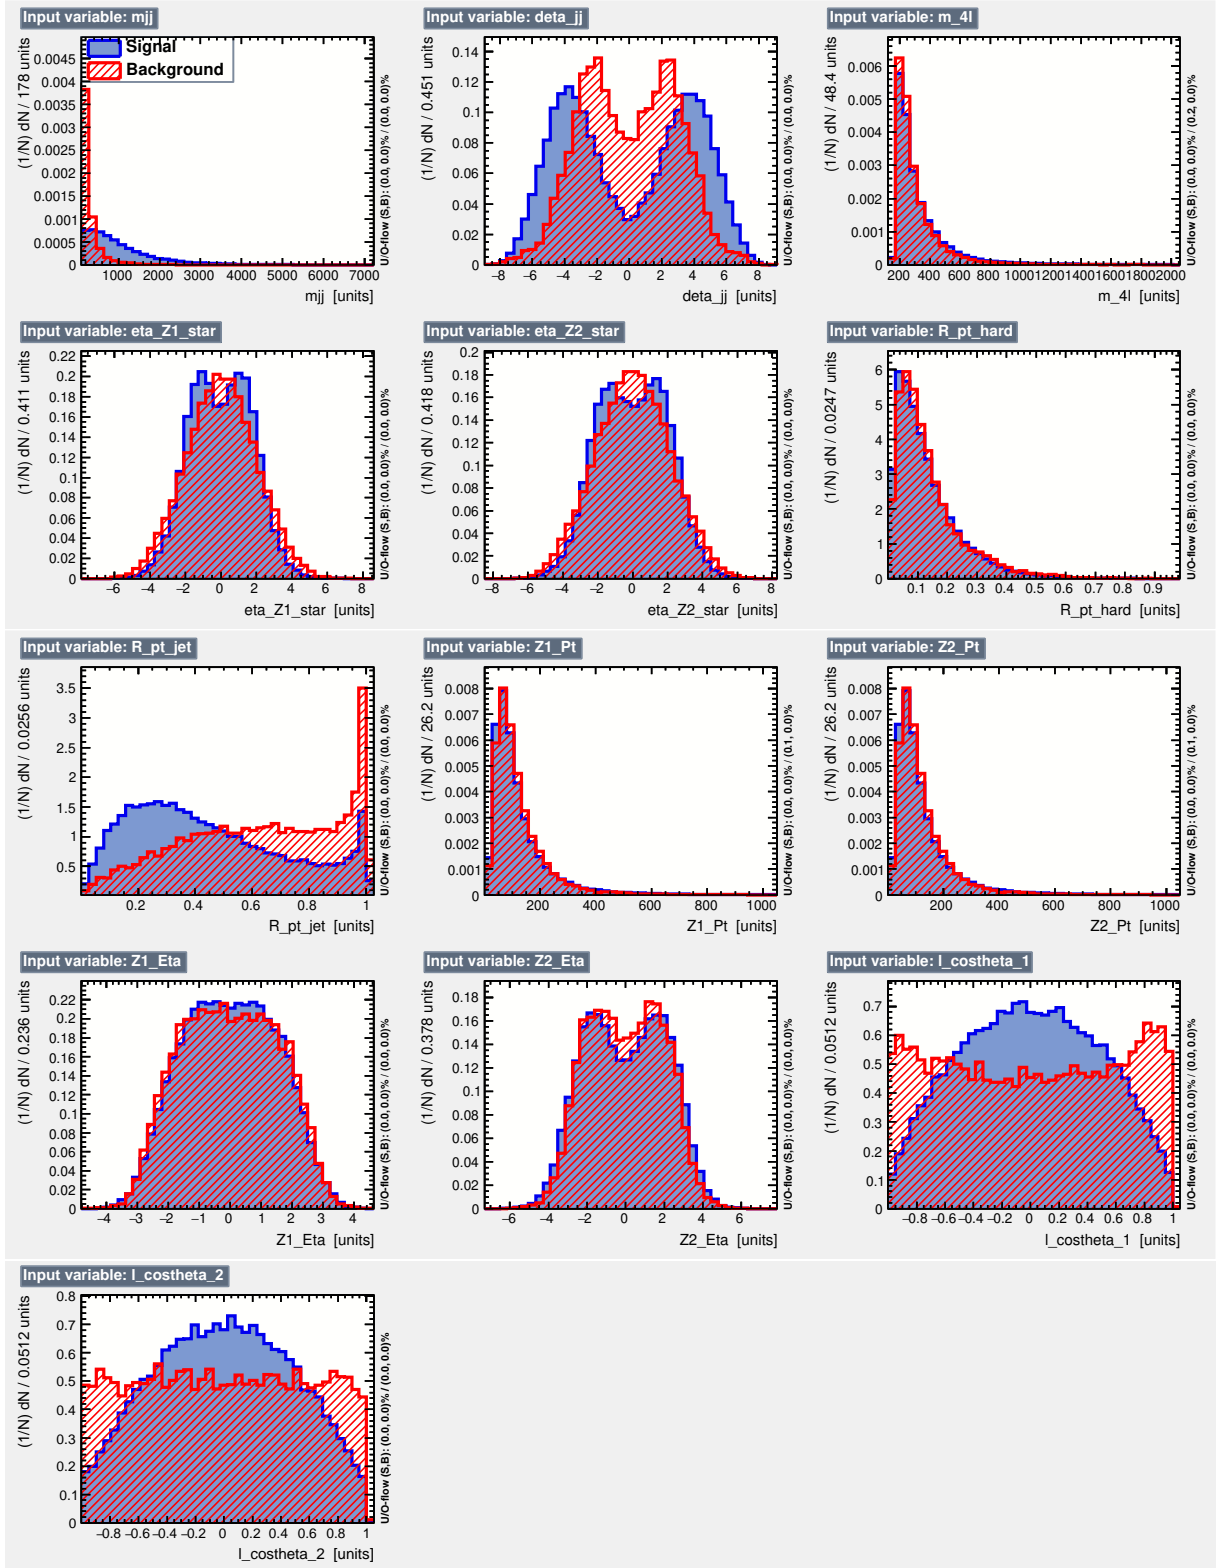 Input variable: mjj
(1/N) dN / 178 units
0.0045
0.004
0.0035
0.003
0.0025
0.002
0.0015
0.001
0.0005
0
Signal
Background
1000 2000 3000 4000 5000 6000 7000
mjj [units]
U/O-flow (S,B): (0.0, 0.0)% / (0.0, 0.0)%
Input variable: deta_jj
(1/N) dN / 0.451 units
0.14
0.12
0.1
0.08
0.06
0.04
0.02
0
−8 −6 −4 −2 0 2 4 6 8
deta_jj [units]
U/O-flow (S,B): (0.0, 0.0)% / (0.0, 0.0)%
Input variable: m_4l
(1/N) dN / 48.4 units
0.006
0.005
0.004
0.003
0.002
0.001
0
200 400 600 800 1000 1200 1400 1600 1800 2000
m_4l [units]
U/O-flow (S,B): (0.0, 0.0)% / (0.2, 0.0)%
Input variable: eta_Z1_star
(1/N) dN / 0.411 units
0.22
0.2
0.18
0.16
0.14
0.12
0.1
0.08
0.06
0.04
0.02
0
−6 −4 −2 0 2 4 6 8
eta_Z1_star [units]
U/O-flow (S,B): (0.0, 0.0)% / (0.0, 0.0)%
Input variable: eta_Z2_star
(1/N) dN / 0.418 units
0.2
0.18
0.16
0.14
0.12
0.1
0.08
0.06
0.04
0.02
0
−8 −6 −4 −2 0 2 4 6 8
eta_Z2_star [units]
U/O-flow (S,B): (0.0, 0.0)% / (0.0, 0.0)%
Input variable: R_pt_hard
(1/N) dN / 0.0247 units
6
5
4
3
2
1
0
0.1 0.2 0.3 0.4 0.5 0.6 0.7 0.8 0.9
R_pt_hard [units]
U/O-flow (S,B): (0.0, 0.0)% / (0.0, 0.0)%
Input variable: R_pt_jet
(1/N) dN / 0.0256 units
3.5
3
2.5
2
1.5
1
0.5
0.2 0.4 0.6 0.8 1
R_pt_jet [units]
U/O-flow (S,B): (0.0, 0.0)% / (0.0, 0.0)%
Input variable: Z1_Pt
(1/N) dN / 26.2 units
0.008
0.007
0.006
0.005
0.004
0.003
0.002
0.001
0
200 400 600 800 1000
Z1_Pt [units]
U/O-flow (S,B): (0.0, 0.0)% / (0.1, 0.0)%
Input variable: Z2_Pt
(1/N) dN / 26.2 units
0.008
0.007
0.006
0.005
0.004
0.003
0.002
0.001
0
200 400 600 800 1000
Z2_Pt [units]
U/O-flow (S,B): (0.0, 0.0)% / (0.1, 0.0)%
Input variable: Z1_Eta
(1/N) dN / 0.236 units
0.22
0.2
0.18
0.16
0.14
0.12
0.1
0.08
0.06
0.04
0.02
0
−4 −3 −2 −1 0 1 2 3 4
Z1_Eta [units]
U/O-flow (S,B): (0.0, 0.0)% / (0.0, 0.0)%
Input variable: Z2_Eta
(1/N) dN / 0.378 units
0.18
0.16
0.14
0.12
0.1
0.08
0.06
0.04
0.02
0
−6 −4 −2 0 2 4 6
Z2_Eta [units]
U/O-flow (S,B): (0.0, 0.0)% / (0.0, 0.0)%
Input variable: l_costheta_1
(1/N) dN / 0.0512 units
0.7
0.6
0.5
0.4
0.3
0.2
0.1
0
−0.8 −0.6 −0.4 −0.2 0 0.2 0.4 0.6 0.8 1
l_costheta_1 [units]
U/O-flow (S,B): (0.0, 0.0)% / (0.0, 0.0)%
Input variable: l_costheta_2
(1/N) dN / 0.0512 units
0.8
0.7
0.6
0.5
0.4
0.3
0.2
0.1
0
−0.8 −0.6 −0.4 −0.2 0 0.2 0.4 0.6 0.8 1
l_costheta_2 [units]
U/O-flow (S,B): (0.0, 0.0)% / (0.0, 0.0)%